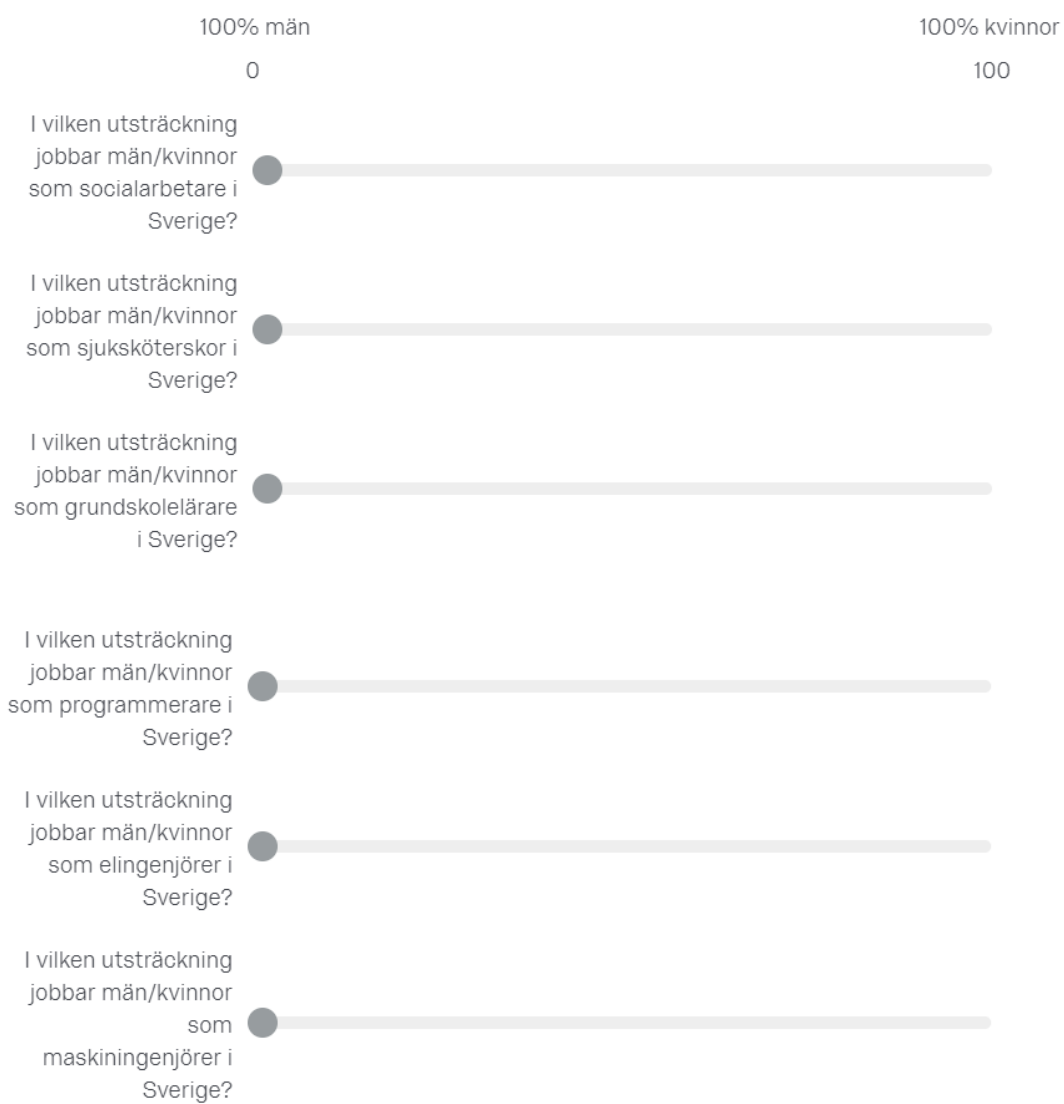 100% män 100% kvinnor
0 100
I vilken utsträckning
jobbar män/kvinnor
som socialarbetare i
Sverige?
I vilken utsträckning
jobbar män/kvinnor
som sjuksköterskor i
Sverige?
I vilken utsträckning
jobbar män/kvinnor
som grundskolelärare
i Sverige?
I vilken utsträckning
jobbar män/kvinnor
som programmerare i
Sverige?
I vilken utsträckning
jobbar män/kvinnor
som elingenjörer i
Sverige?
I vilken utsträckning
jobbar män/kvinnor
som
maskiningenjörer i
Sverige?